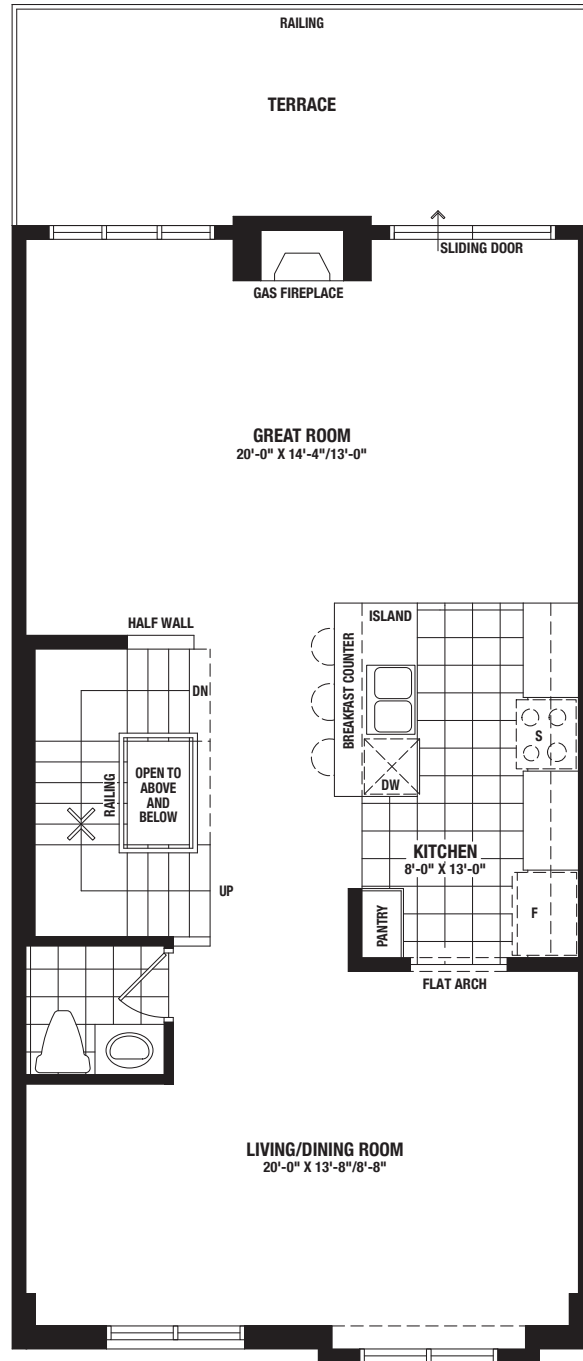 RAILING
TERRACE
SLIDING DOOR
GAS FIREPLACE
GREAT ROOM
20'-0" X 14'-4"/13'-0"
HALF WALL
ISLAND
DN
BREAKFAST COUNTER
RAILING
OPEN TO
ABOVE
AND
BELOW
S
DW
KITCHEN
8'-0" X 13'-0"
UP
PANTRY
F
FLAT ARCH
LIVING/DINING ROOM
20'-0" X 13'-8"/8'-8"